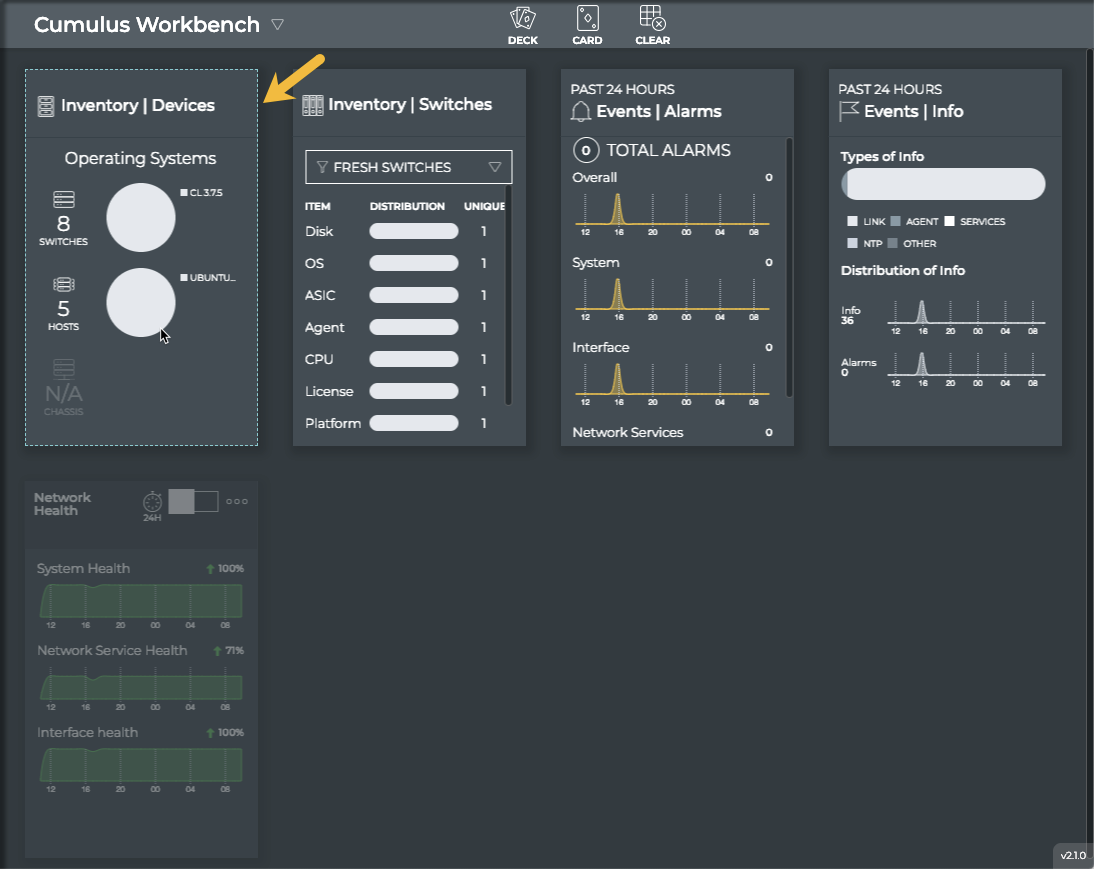 Cumulus Workbench
DECK
CARD
CLEAR
Inventory | Devices
Operating Systems
8
SWITCHES
CL 3.7.5
5
HOSTS
UBUNTU...
N/A
CHASSIS
Inventory | Switches
FRESH SWITCHES
ITEM DISTRIBUTION UNIQUE
Disk 1
OS 1
ASIC 1
Agent 1
CPU 1
License 1
Platform 1
PAST 24 HOURS
Events | Alarms
0 TOTAL ALARMS
Overall 0
12 16 20 00 04 08
System 0
12 16 20 00 04 08
Interface 0
12 16 20 00 04 08
Network Services 0
PAST 24 HOURS
Events | Info
Types of Info
LINK AGENT SERVICES
NTP OTHER
Distribution of Info
Info
36
12 16 20 00 04 08
Alarms
0
12 16 20 00 04 08
Network
Health
24H
System Health 100%
12 16 20 00 04 08
Network Service Health 71%
12 16 20 00 04 08
Interface health 100%
12 16 20 00 04 08
v2.1.0